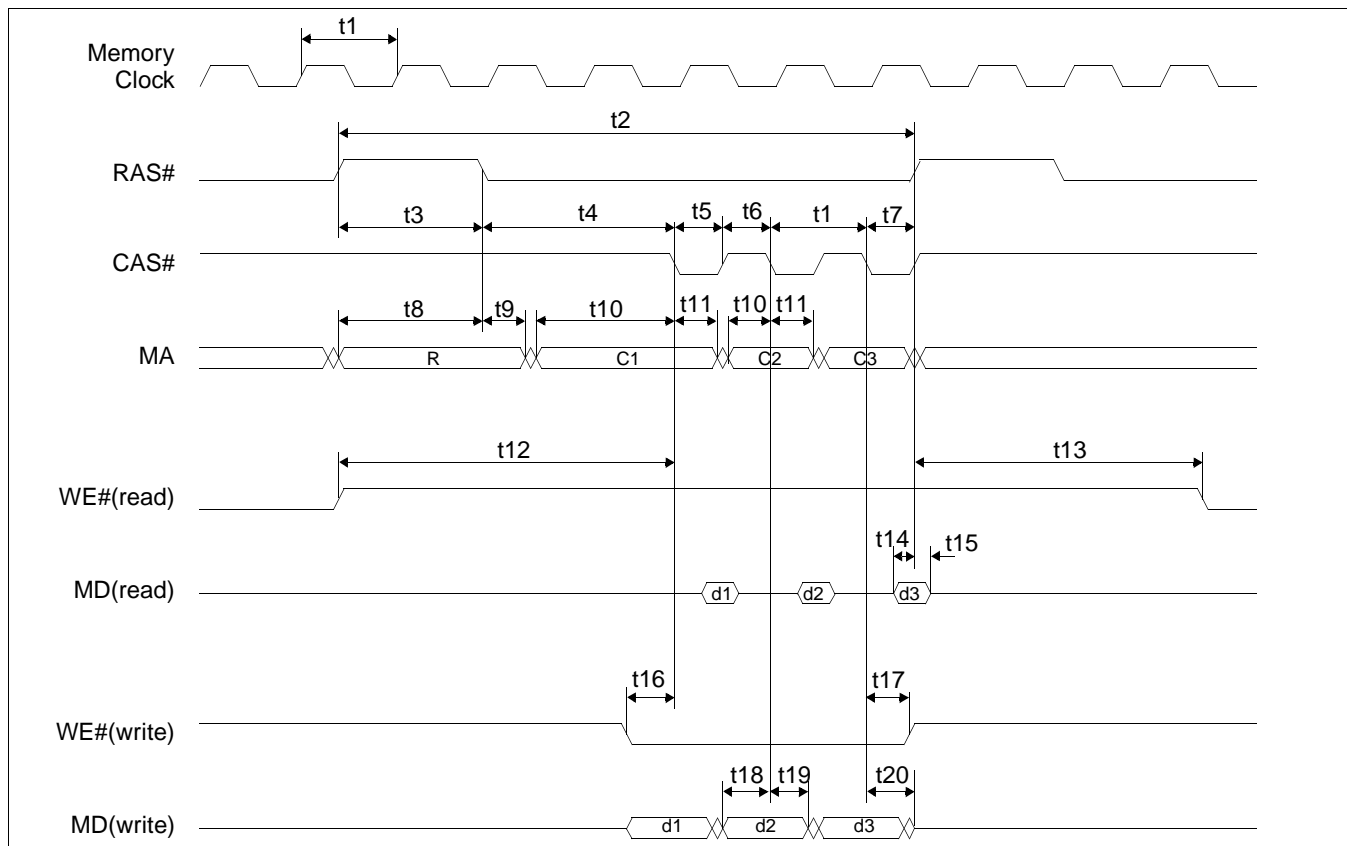 t1
Memory
Clock
t2
RAS#
t3 t4 t5 t6 t1 t7
CAS#
t8 t9 t10 t11 t10 t11
MA R C1 C2 C3
t12 t13
WE#(read)
t14 t15
MD(read) d1 d2 d3
t16 t17
WE#(write)
t18 t19 t20
MD(write) d1 d2 d3